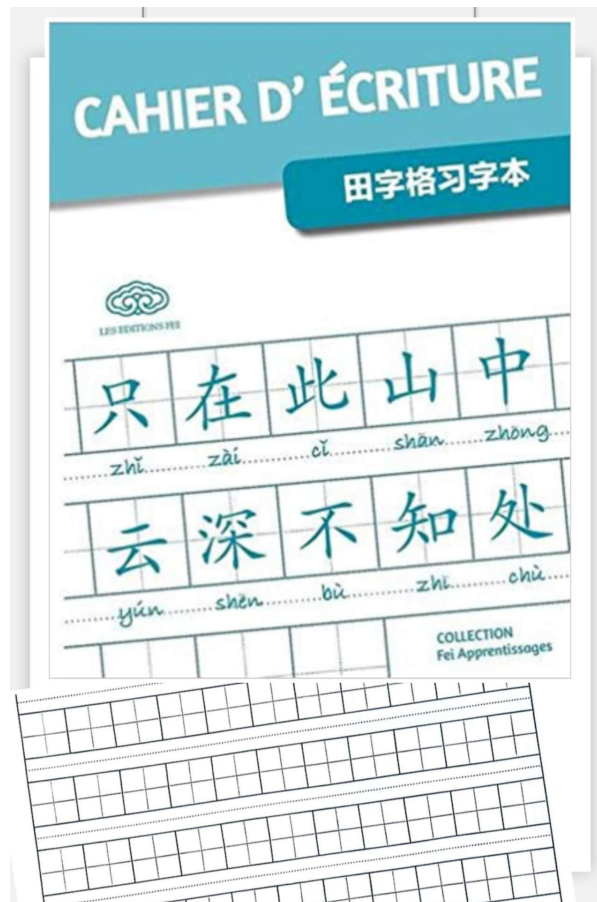 CAHIER D' ÉCRITURE
田字格习字本
LES EDITIONS FEI
只在此山中
zhǐ zài cǐ shān zhōng
云深不知处
yún shēn bù zhī chù
COLLECTION
Fei Apprentissages